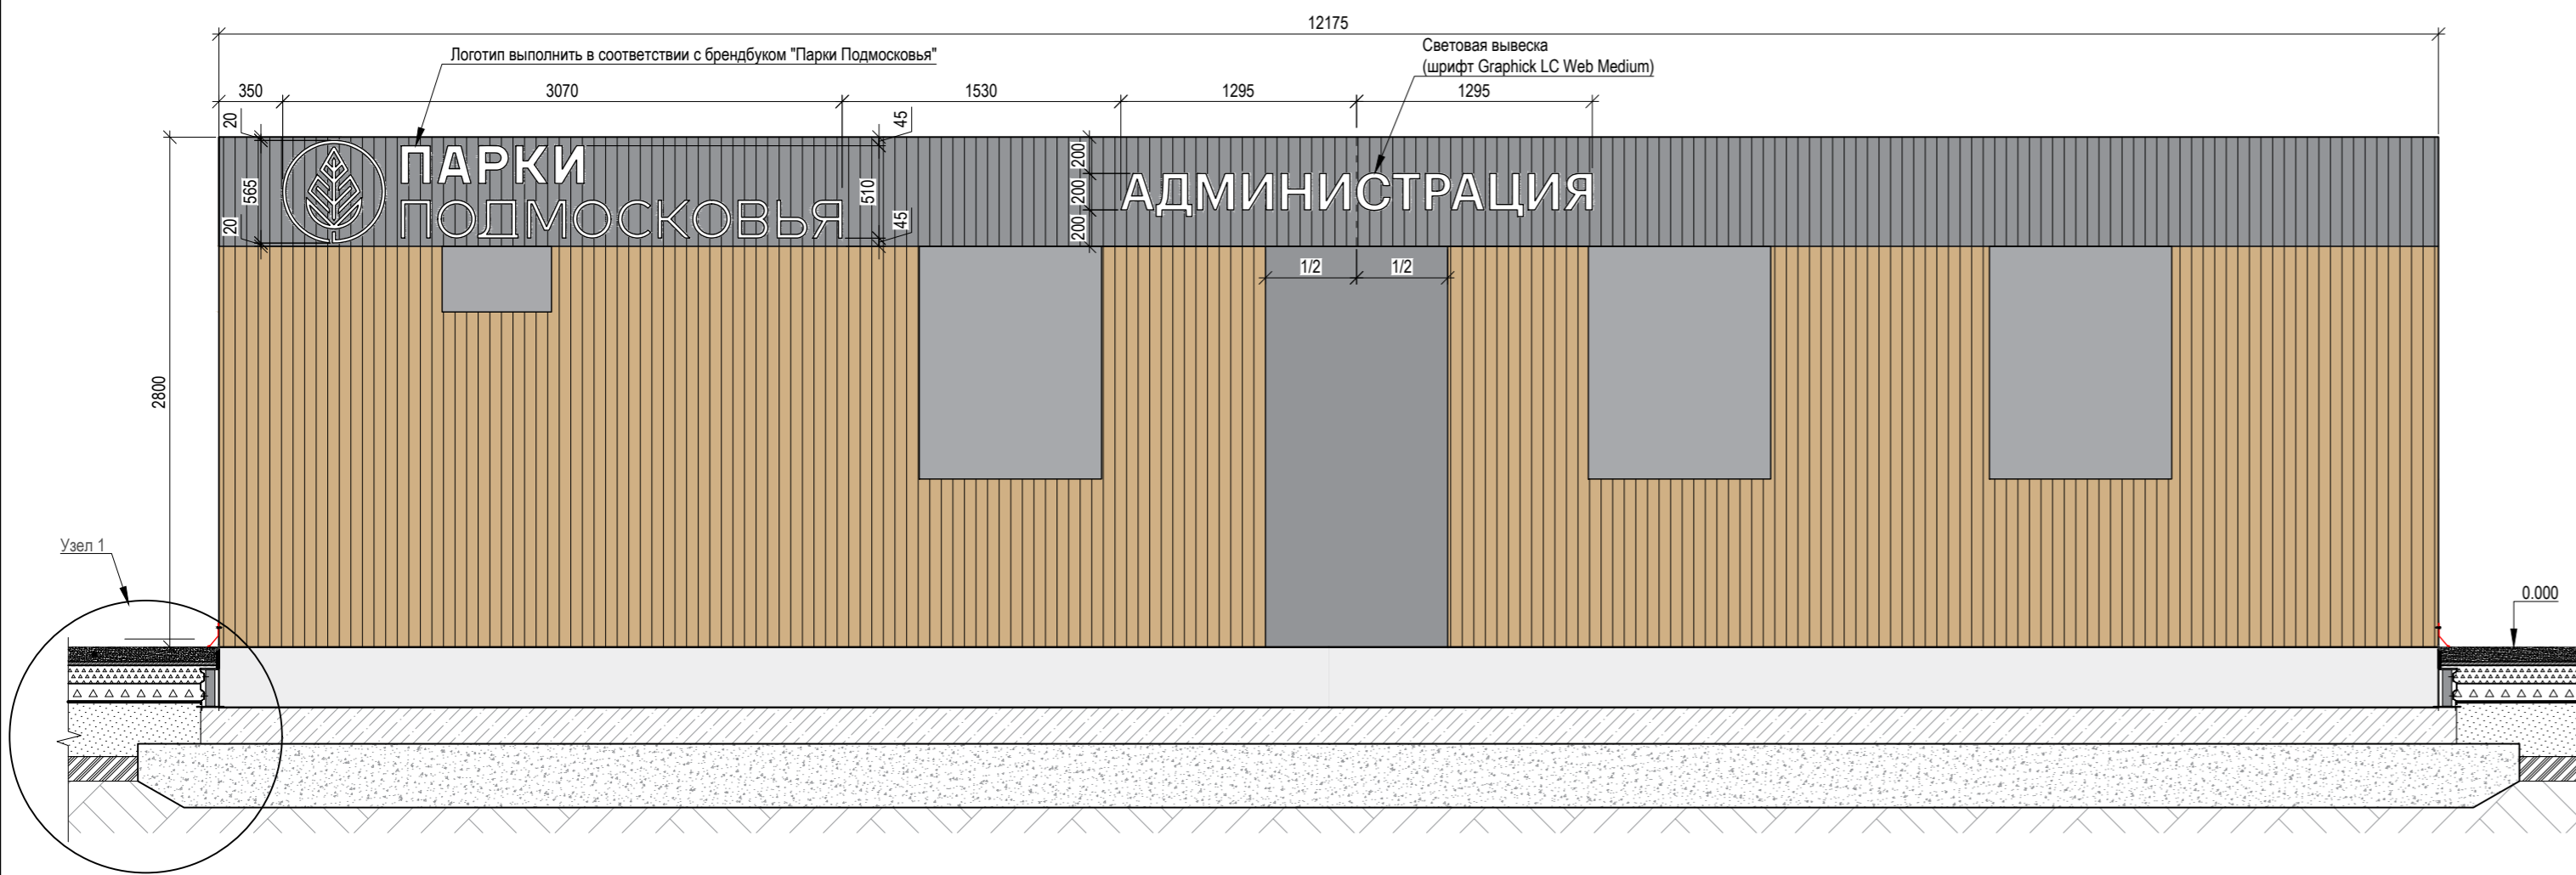 12175
Логотип выполнить в соответствии с брендбуком "Парки Подмосковья"
Световая вывеска
(шрифт Graphick LC Web Medium)
350
3070
1530
1295
1295
20
45
2800
565
20
ПАРКИ
ПОДМОСКОВЬЯ
510
45
200
200
200
АДМИНИСТРАЦИЯ
1/2
1/2
Узел 1
0.000